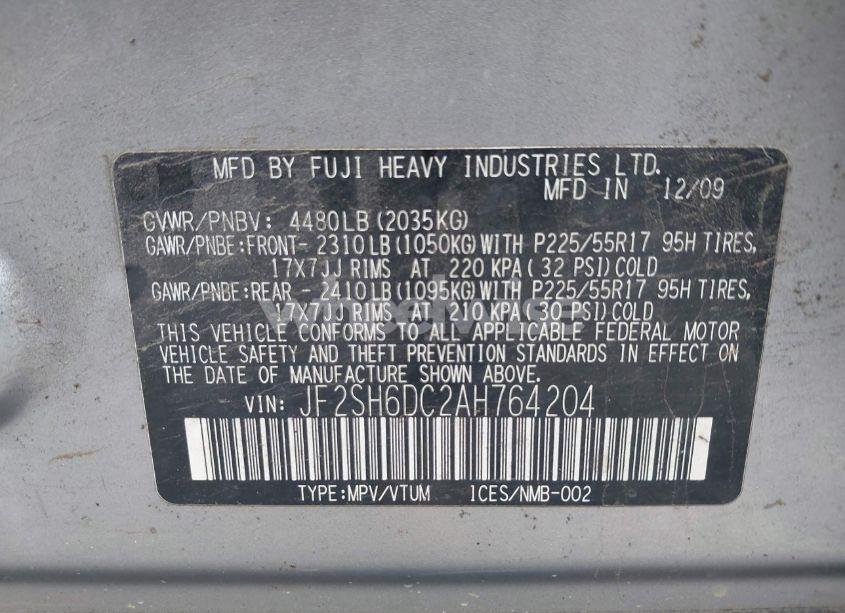 MFD BY FUJI HEAVY INDUSTRIES LTD.
MFD IN 12/09
GVWR/PNBV: 4480LB(2035KG)
GAWR/PNBE:FRONT-2310LB(1050KG)WITH P225/55R17 95H TIRES,
17X7JJ RIMS AT 220 KPA(32 PSI)COLD
GAWR/PNBE:REAR -2410LB(1095KG)WITH P225/55R17 95H TIRES,
17X7JJ RIMS AT 210 KPA(30 PSI)COLD
THIS VEHICLE CONFORMS TO ALL APPLICABLE FEDERAL MOTOR
VEHICLE SAFETY AND THEFT PREVENTION STANDARDS IN EFFECT ON
THE DATE OF MANUFACTURE SHOWN ABOVE.
VIN: JF2SH6DC2AH764204
TYPE:MPV/VTUM ICES/NMB-002